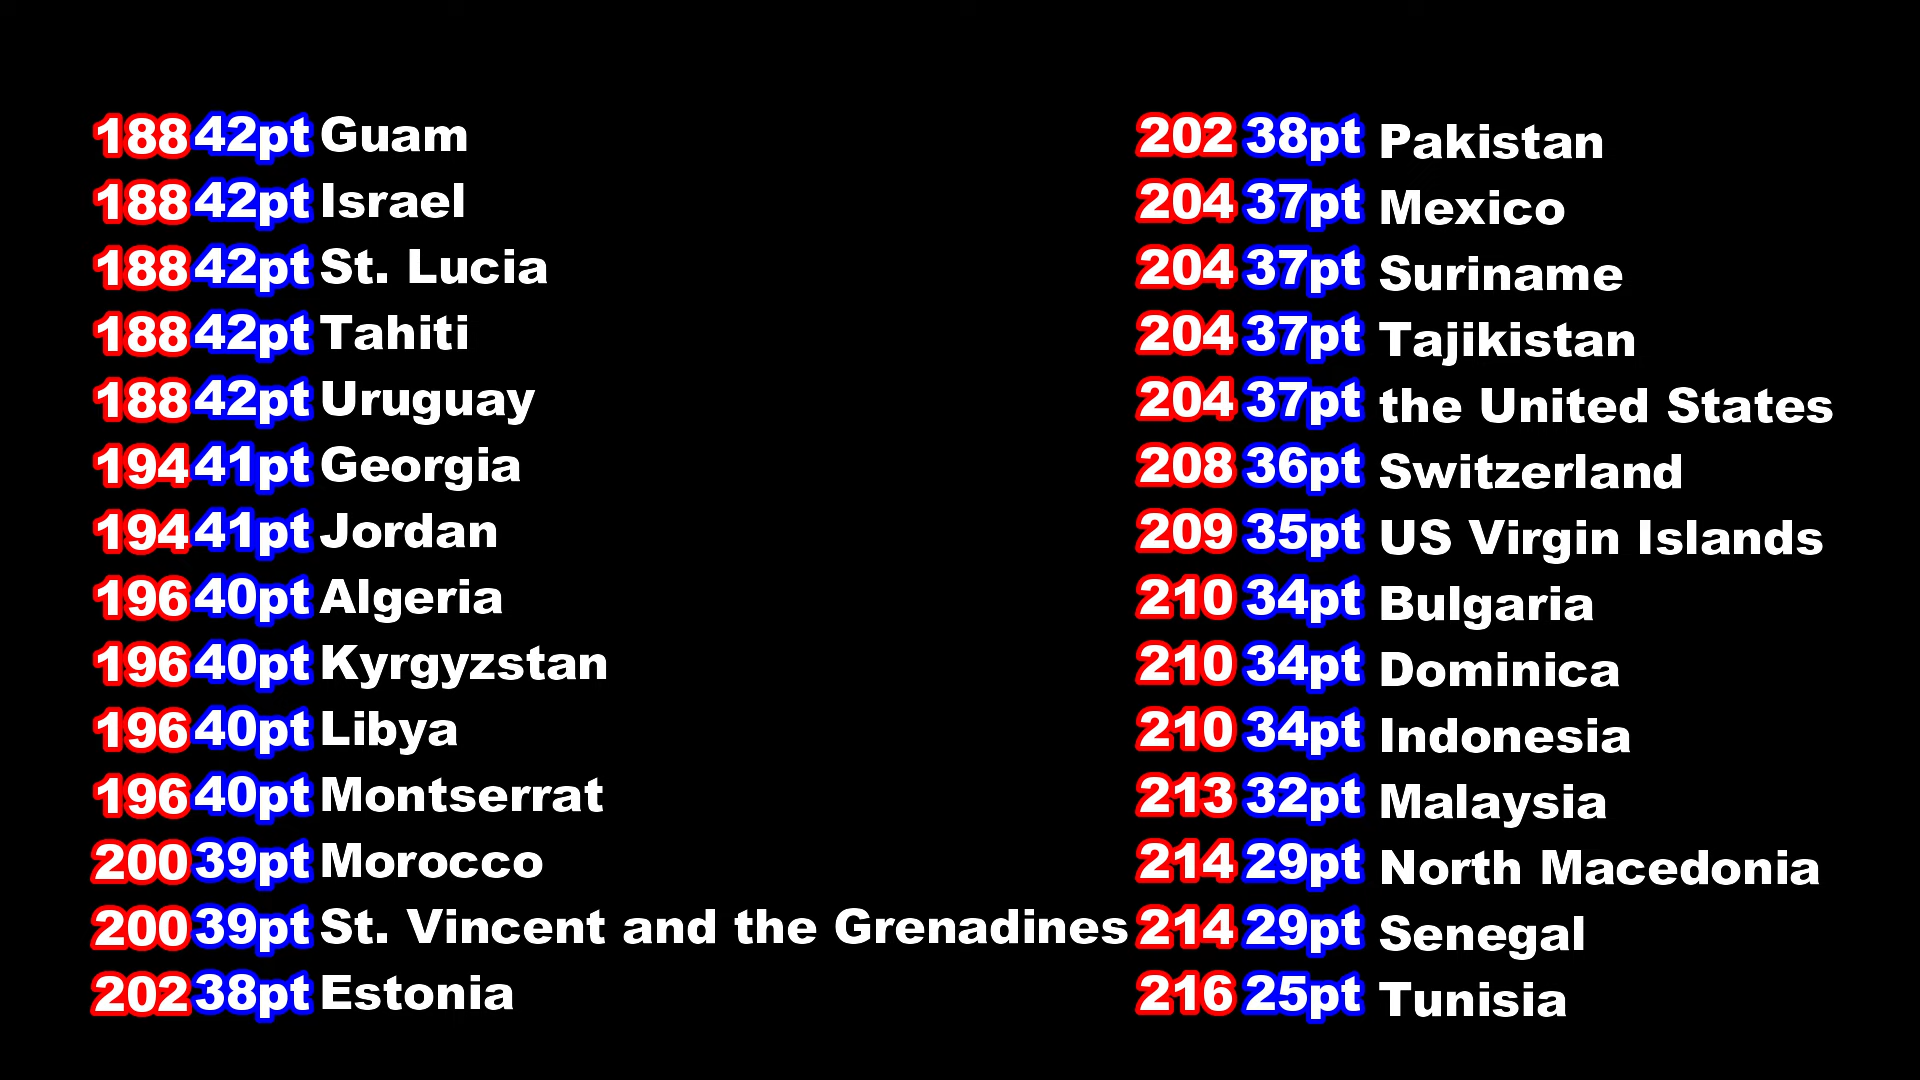 188 42pt Guam
188 42pt Israel
188 42pt St. Lucia
188 42pt Tahiti
188 42pt Uruguay
194 41pt Georgia
194 41pt Jordan
196 40pt Algeria
196 40pt Kyrgyzstan
196 40pt Libya
196 40pt Montserrat
200 39pt Morocco
200 39pt St. Vincent and the Grenadines
202 38pt Estonia
202 38pt Pakistan
204 37pt Mexico
204 37pt Suriname
204 37pt Tajikistan
204 37pt the United States
208 36pt Switzerland
209 35pt US Virgin Islands
210 34pt Bulgaria
210 34pt Dominica
210 34pt Indonesia
213 32pt Malaysia
214 29pt North Macedonia
214 29pt Senegal
216 25pt Tunisia